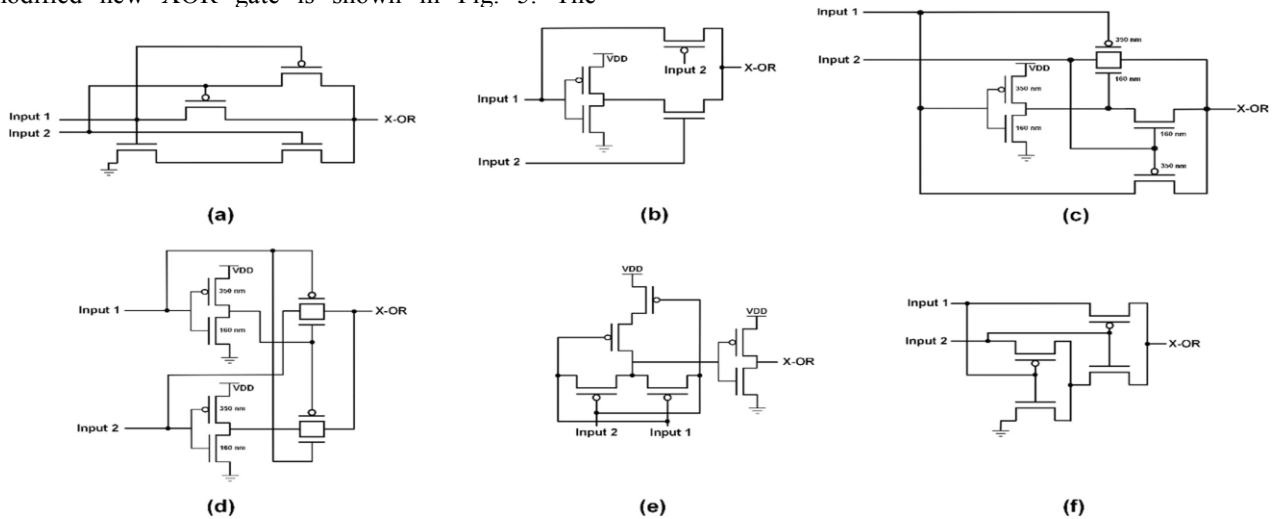 modified new XOR gate is shown in Fig. 3. The
Input 1
Input 2
X-OR
(a)
VDD
Input 2
Input 1
X-OR
Input 2
(b)
Input 1
350 nm
Input 2
VDD
160 nm
350 nm
X-OR
160 nm
160 nm
350 nm
(c)
VDD
350 nm
Input 1
X-OR
160 nm
VDD
350 nm
Input 2
160 nm
(d)
VDD
VDD
X-OR
Input 2 Input 1
(e)
Input 1
Input 2
X-OR
(f)